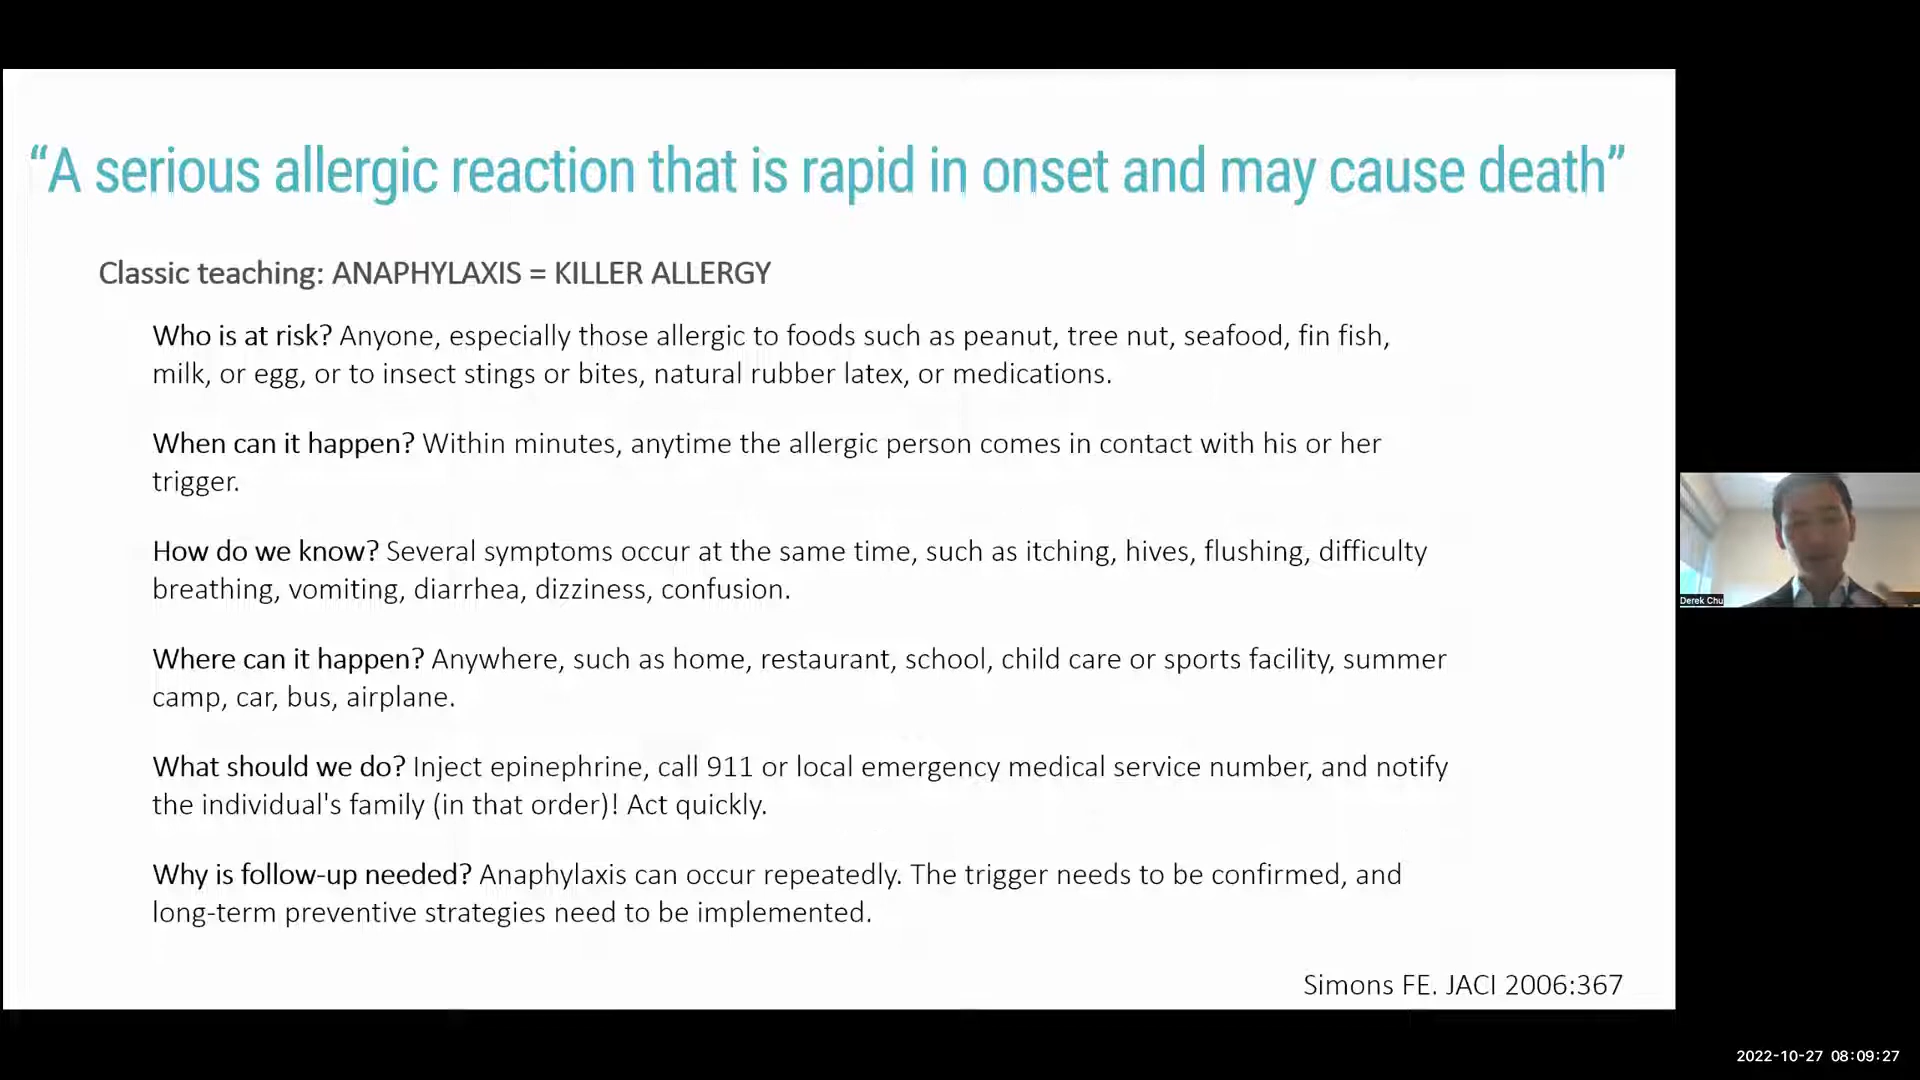 “A serious allergic reaction that is rapid in onset and may cause death”
Classic teaching: ANAPHYLAXIS = KILLER ALLERGY
Who is at risk? Anyone, especially those allergic to foods such as peanut, tree nut, seafood, fin fish,
milk, or egg, or to insect stings or bites, natural rubber latex, or medications.
When can it happen? Within minutes, anytime the allergic person comes in contact with his or her
trigger.
How do we know? Several symptoms occur at the same time, such as itching, hives, flushing, difficulty
breathing, vomiting, diarrhea, dizziness, confusion.
Where can it happen? Anywhere, such as home, restaurant, school, child care or sports facility, summer
camp, car, bus, airplane.
What should we do? Inject epinephrine, call 911 or local emergency medical service number, and notify
the individual's family (in that order)! Act quickly.
Why is follow-up needed? Anaphylaxis can occur repeatedly. The trigger needs to be confirmed, and
long-term preventive strategies need to be implemented.
Simons FE. JACI 2006:367
Derek Chu
2022-10-27 08:09:27